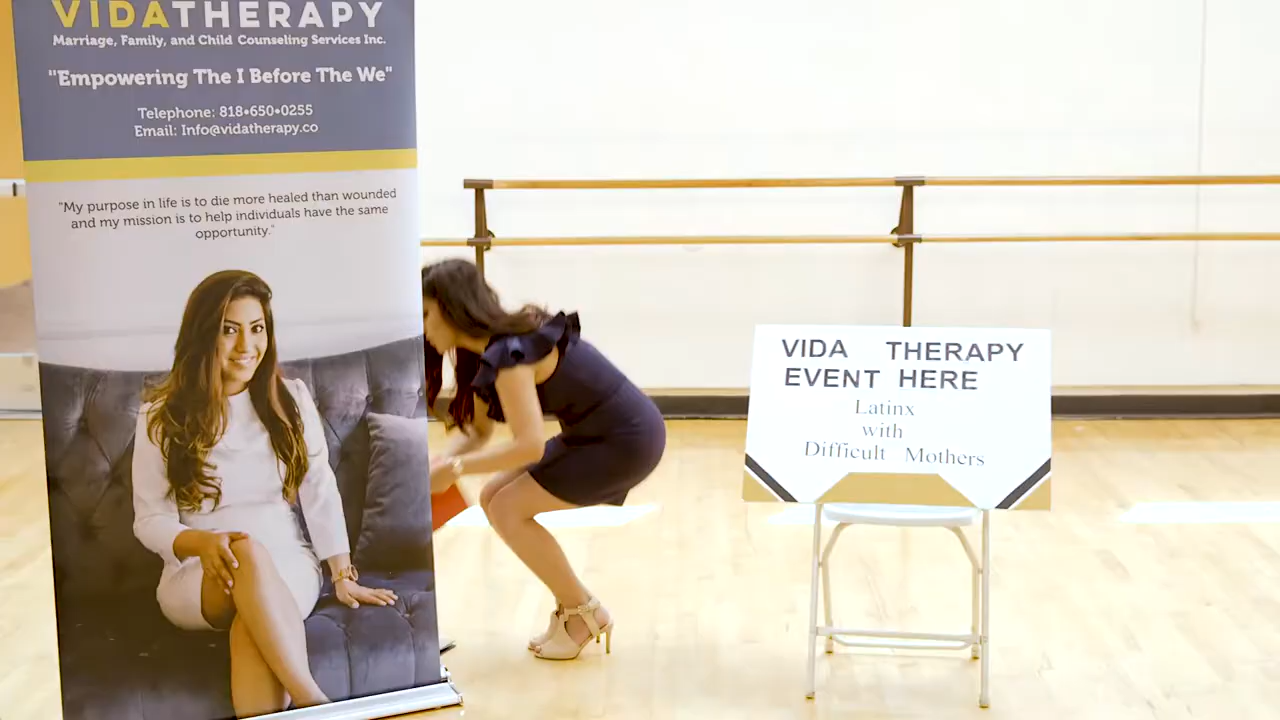 VIDATHERAPY
Marriage, Family, and Child Counseling Services Inc.
"Empowering The I Before The We"
Telephone: 818•650•0255
Email: Info@vidatherapy.co
"My purpose in life is to die more healed than wounded
and my mission is to help individuals have the same
opportunity."
VIDA THERAPY
EVENT HERE
Latinx
with
Difficult Mothers